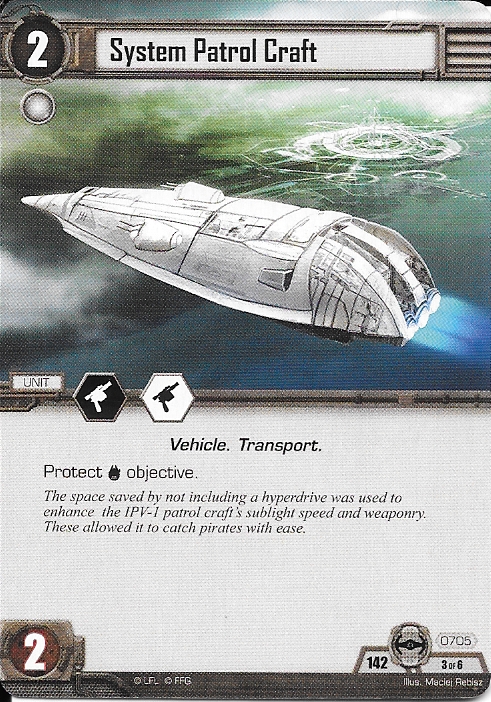 2
System Patrol Craft
UNIT
Vehicle. Transport.
Protect objective.
The space saved by not including a hyperdrive was used to
enhance the IPV-1 patrol craft's sublight speed and weaponry.
These allowed it to catch pirates with ease.
2
0705
142
3 OF 6
© LFL © FFG
Illus. Maciej Rebisz